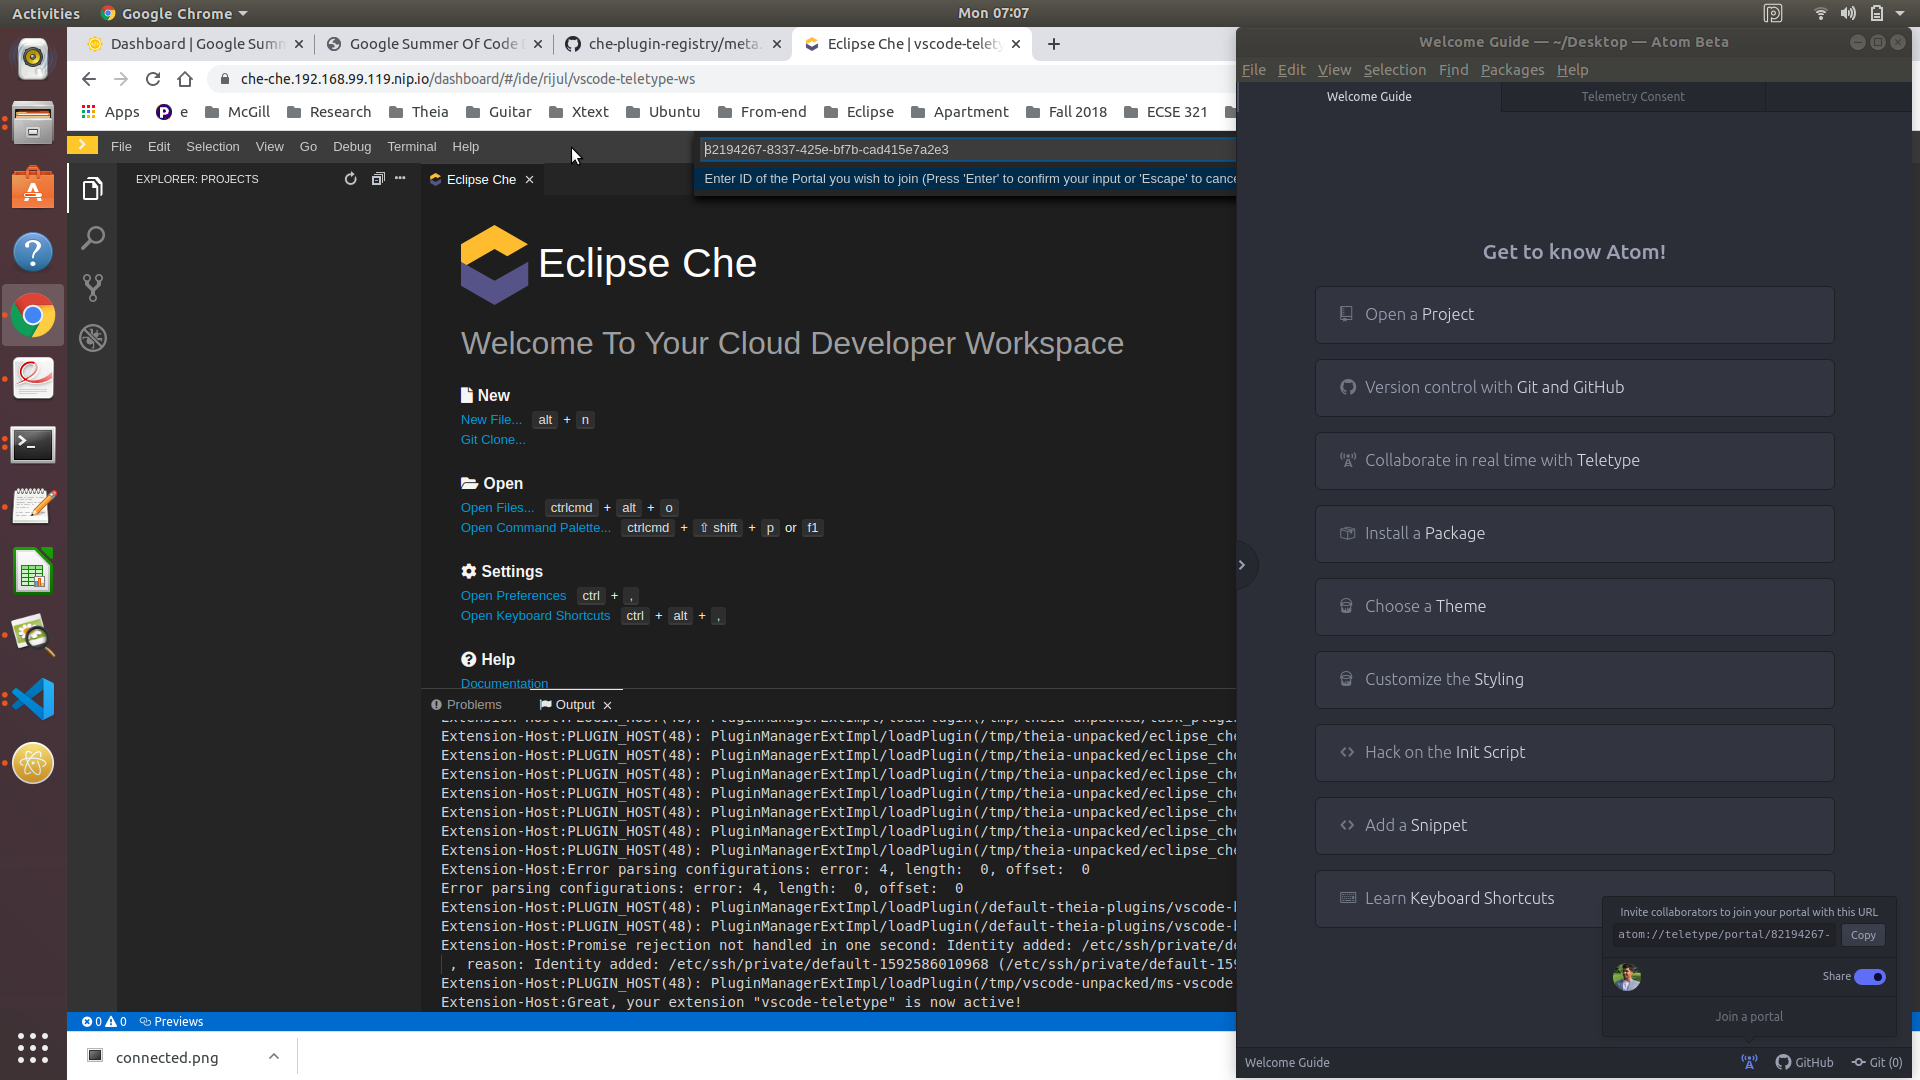 Activities
Google Chrome
Mon 07:07
Dashboard | Google Summ
Google Summer Of Code
che-plugin-registry/meta.
Eclipse Che | vscode-telety
che-che.192.168.99.119.nip.io/dashboard/#/ide/rijul/vscode-teletype-ws
Apps
e
McGill
Research
Theia
Guitar
Xtext
Ubuntu
From-end
Eclipse
Apartment
Fall 2018
ECSE 321
File Edit Selection View Go Debug Terminal Help
82194267-8337-425e-bf7b-cad415e7a2e3
Enter ID of the Portal you wish to join (Press 'Enter' to confirm your input or 'Escape' to cance
EXPLORER: PROJECTS
Eclipse Che
Eclipse Che
Welcome To Your Cloud Developer Workspace
New
New File... alt + n
Git Clone...
Open
Open Files... ctrlcmd + alt + o
Open Command Palette... ctrlcmd + ⇧ shift + p or f1
Settings
Open Preferences ctrl + ,
Open Keyboard Shortcuts ctrl + alt + ,
Help
Documentation
Problems
Output
Extension-Host:PLUGIN_HOST(48): PluginManagerExtImpl/loadPlugin(/tmp/theia-unpacked/task_plugin
Extension-Host:PLUGIN_HOST(48): PluginManagerExtImpl/loadPlugin(/tmp/theia-unpacked/eclipse_che
Extension-Host:PLUGIN_HOST(48): PluginManagerExtImpl/loadPlugin(/tmp/theia-unpacked/eclipse_che
Extension-Host:PLUGIN_HOST(48): PluginManagerExtImpl/loadPlugin(/tmp/theia-unpacked/eclipse_che
Extension-Host:PLUGIN_HOST(48): PluginManagerExtImpl/loadPlugin(/tmp/theia-unpacked/eclipse_che
Extension-Host:PLUGIN_HOST(48): PluginManagerExtImpl/loadPlugin(/tmp/theia-unpacked/eclipse_che
Extension-Host:PLUGIN_HOST(48): PluginManagerExtImpl/loadPlugin(/tmp/theia-unpacked/eclipse_che
Extension-Host:PLUGIN_HOST(48): PluginManagerExtImpl/loadPlugin(/tmp/theia-unpacked/eclipse_che
Extension-Host:Error parsing configurations: error: 4, length:  0, offset:  0
Error parsing configurations: error: 4, length:  0, offset:  0
Extension-Host:PLUGIN_HOST(48): PluginManagerExtImpl/loadPlugin(/default-theia-plugins/vscode-b
Extension-Host:PLUGIN_HOST(48): PluginManagerExtImpl/loadPlugin(/default-theia-plugins/vscode-b
Extension-Host:Promise rejection not handled in one second: Identity added: /etc/ssh/private/de
, reason: Identity added: /etc/ssh/private/default-1592586010968 (/etc/ssh/private/default-159
Extension-Host:PLUGIN_HOST(48): PluginManagerExtImpl/loadPlugin(/tmp/vscode-unpacked/ms-vscode
Extension-Host:Great, your extension "vscode-teletype" is now active!
0 0 Previews
connected.png
Welcome Guide — ~/Desktop — Atom Beta
File Edit View Selection Find Packages Help
Welcome Guide
Telemetry Consent
Get to know Atom!
Open a Project
Version control with Git and GitHub
Collaborate in real time with Teletype
Install a Package
Choose a Theme
Customize the Styling
Hack on the Init Script
Add a Snippet
Learn Keyboard Shortcuts
Invite collaborators to join your portal with this URL
atom://teletype/portal/82194267-
Copy
Share
Join a portal
Welcome Guide
GitHub
Git (0)